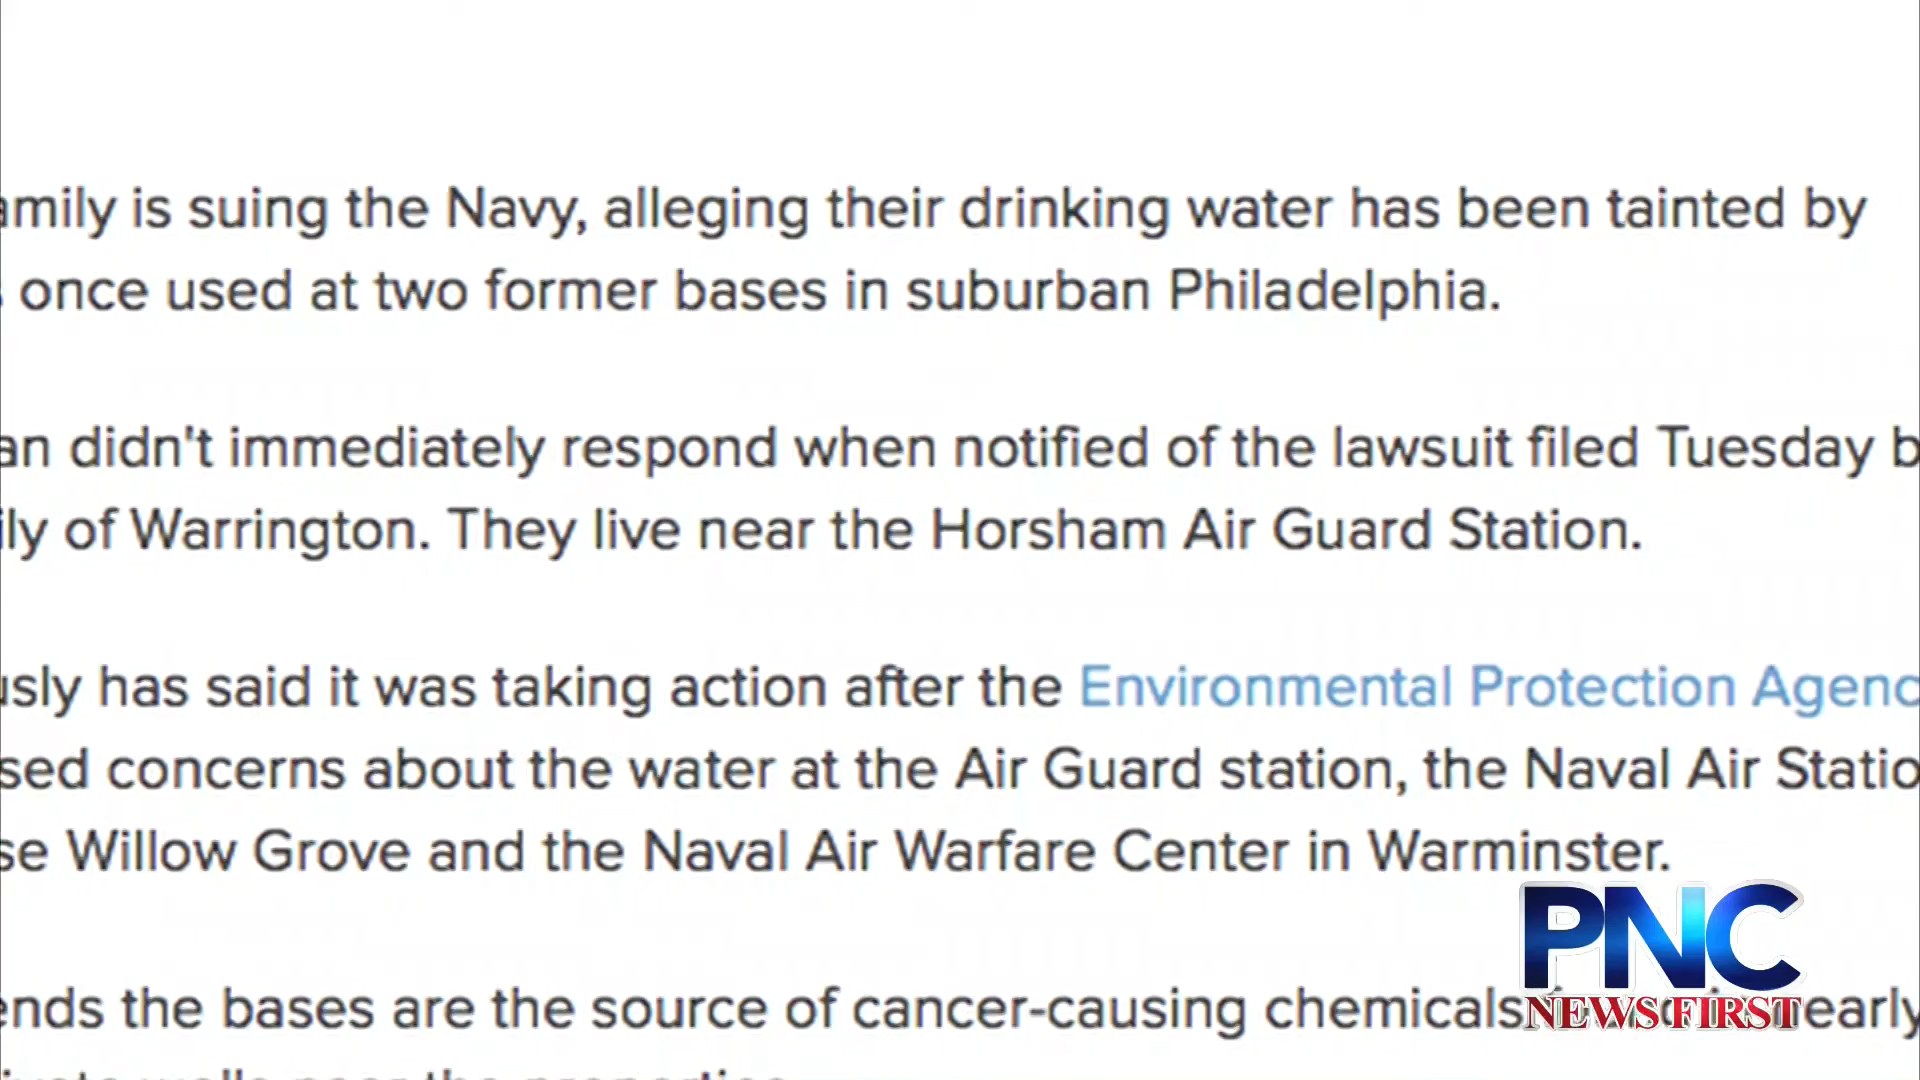 amily is suing the Navy, alleging their drinking water has been tainted by
once used at two former bases in suburban Philadelphia.
an didn't immediately respond when notified of the lawsuit filed Tuesday b
ily of Warrington. They live near the Horsham Air Guard Station.
usly has said it was taking action after the Environmental Protection Agenc
sed concerns about the water at the Air Guard station, the Naval Air Statio
se Willow Grove and the Naval Air Warfare Center in Warminster.
ends the bases are the source of cancer-causing chemicals early
PNC
NEWS FIRST